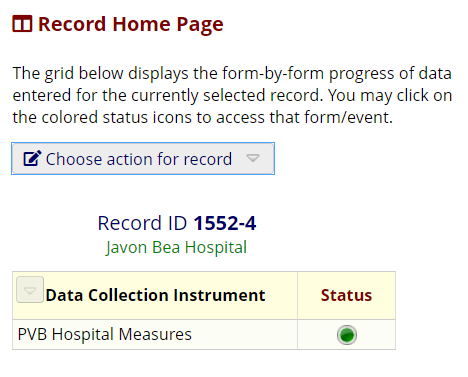 Record Home Page
The grid below displays the form-by-form progress of data
entered for the currently selected record. You may click on
the colored status icons to access that form/event.
Choose action for record
Record ID 1552-4
Javon Bea Hospital
Data Collection Instrument Status
PVB Hospital Measures